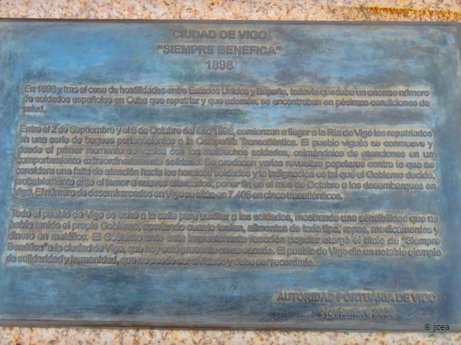 CIUDAD DE VIGO
"SIEMPRE BENÉFICA"
1898
En 1898 y tras el cese de hostilidades entre Estados Unidos y España, todavía quedaba un enorme número
de soldados españoles en Cuba que repatriar y que además, se encontraban en pésimas condiciones de
salud.
Entre el 2 de Septiembre y el 6 de Octubre del año 1898, comienzan a llegar a la Ría de Vigo los repatriados
en una serie de buques pertenecientes a la Compañía Trasatlántica. El pueblo vigués se conmueve y
desde el primer momento se vuelca con los maltrechos soldados, colmándolos de atenciones en un
comportamiento extraordinariamente solidario. Se producen varias revueltas populares contra lo que se
considera una falta de atención hacia los heroicos soldados y la indignación es tal que el Gobierno decide,
probablemente ante el temor a nuevos altercados, poner fin en el mes de Octubre a los desembarques en
Vigo. El número de desembarcados en Vigo se sitúa en 7.408 en cinco trasatlánticos.
Todo el pueblo de Vigo se echó a la calle para auxiliar a los soldados, mostrando una sensibilidad que no
había tenido el propio Gobierno, aportando cuanto tenían, alimentos de todo tipo, ropas, medicamentos y
dinero en metálico. El Gobierno ante esta impresionante reacción popular otorgó el título de "Siempre
Benéfica" a la ciudad de Vigo, que hoy está presente como escudo. El pueblo de Vigo dio un notable ejemplo
de solidaridad y humanidad, que no puede ser olvidado y debe ser recordado.
AUTORIDAD PORTUARIA DE VIGO
Noviembre
© jcea